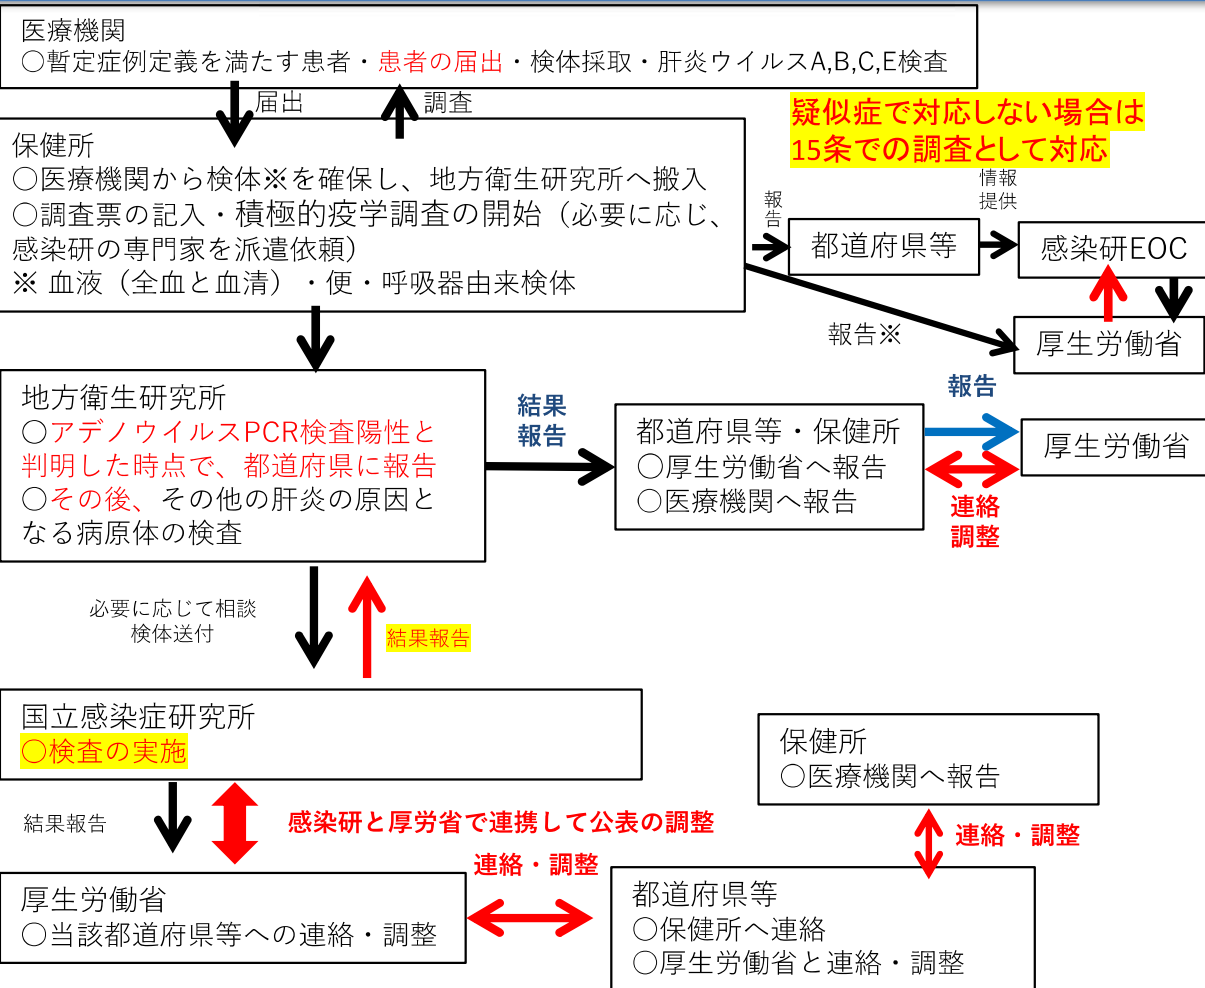 医療機関
○暫定症例定義を満たす患者・患者の届出・検体採取・肝炎ウイルスA,B,C,E検査
届出
調査
疑似症で対応しない場合は
15条での調査として対応
保健所
○医療機関から検体※を確保し、地方衛生研究所へ搬入
○調査票の記入・積極的疫学調査の開始（必要に応じ、
感染研の専門家を派遣依頼）
※ 血液（全血と血清）・便・呼吸器由来検体
報
告
都道府県等
情報
提供
感染研EOC
報告※
厚生労働省
地方衛生研究所
○アデノウイルスPCR検査陽性と
判明した時点で、都道府県に報告
○その後、その他の肝炎の原因と
なる病原体の検査
結果
報告
都道府県等・保健所
○厚生労働省へ報告
○医療機関へ報告
報告
連絡
調整
厚生労働省
必要に応じて相談
検体送付
結果報告
国立感染症研究所
○検査の実施
保健所
○医療機関へ報告
結果報告
感染研と厚労省で連携して公表の調整
連絡・調整
連絡・調整
厚生労働省
○当該都道府県等への連絡・調整
都道府県等
○保健所へ連絡
○厚生労働省と連絡・調整